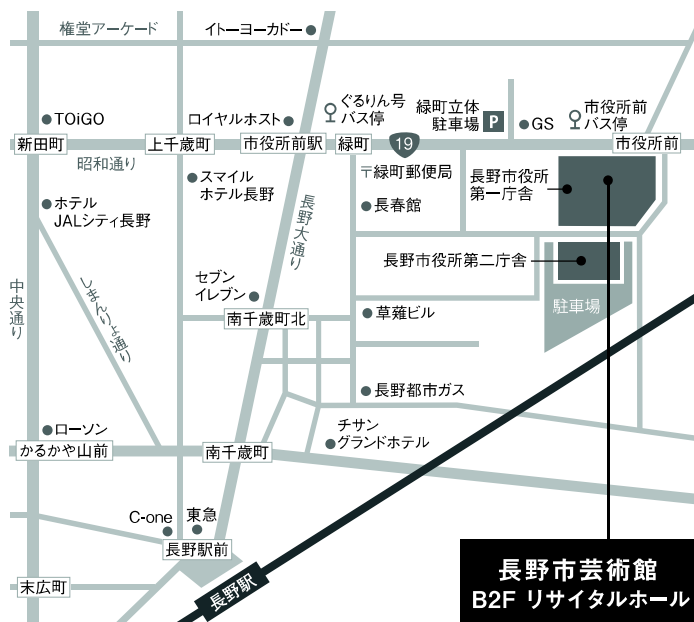 権堂アーケード
イトーヨーカドー
TOiGO
ロイヤルホスト
ぐるりん号
バス停
緑町立体
駐車場
P
GS
市役所前
バス停
新田町
上千歳町
市役所前駅
緑町
19
市役所前
昭和通り
スマイル
ホテル長野
〒緑町郵便局
長野市役所
第一庁舎
ホテル
JALシティ長野
長春館
長野大通り
長野市役所第二庁舎
中央通り
しまんりょ通り
セブン
イレブン
南千歳町北
草薙ビル
駐車場
長野都市ガス
ローソン
チサン
グランドホテル
かるかや山前
南千歳町
C-one
東急
長野駅前
長野駅
末広町
長野市芸術館
B2F リサイタルホール